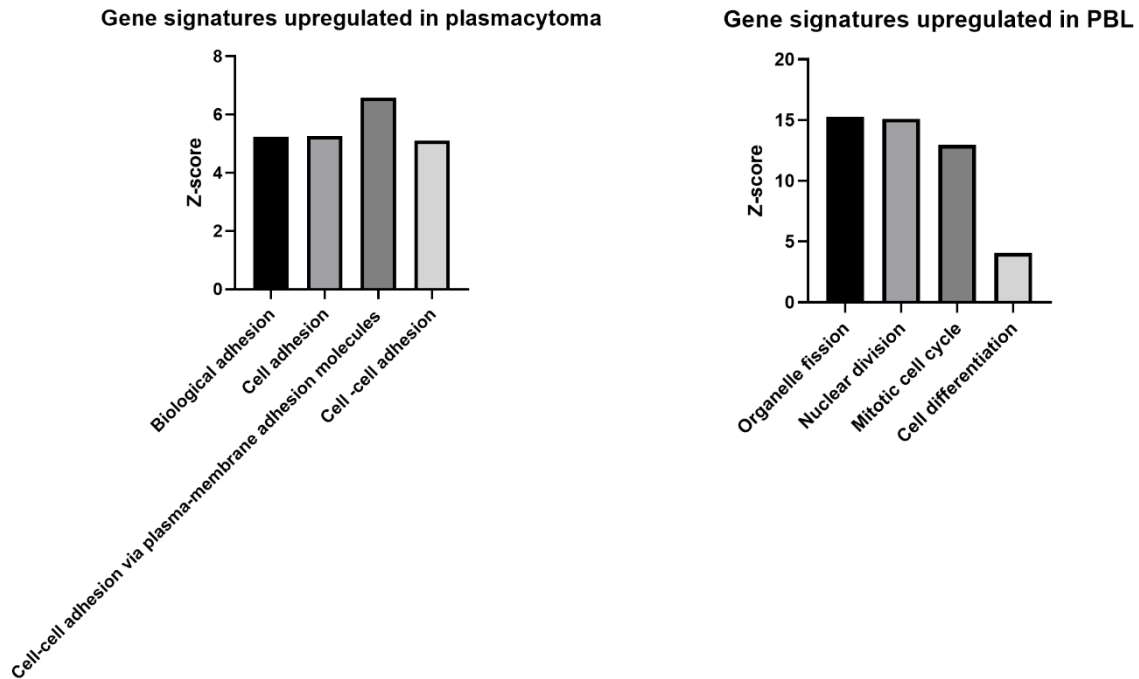 Gene signatures upregulated in plasmacytoma
Z-score
8
6
4
2
0
Biological adhesion
Cell adhesion
Cell-cell adhesion via plasma-membrane adhesion molecules
Cell -cell adhesion
Gene signatures upregulated in PBL
Z-score
20
15
10
5
0
Organelle fission
Nuclear division
Mitotic cell cycle
Cell differentiation